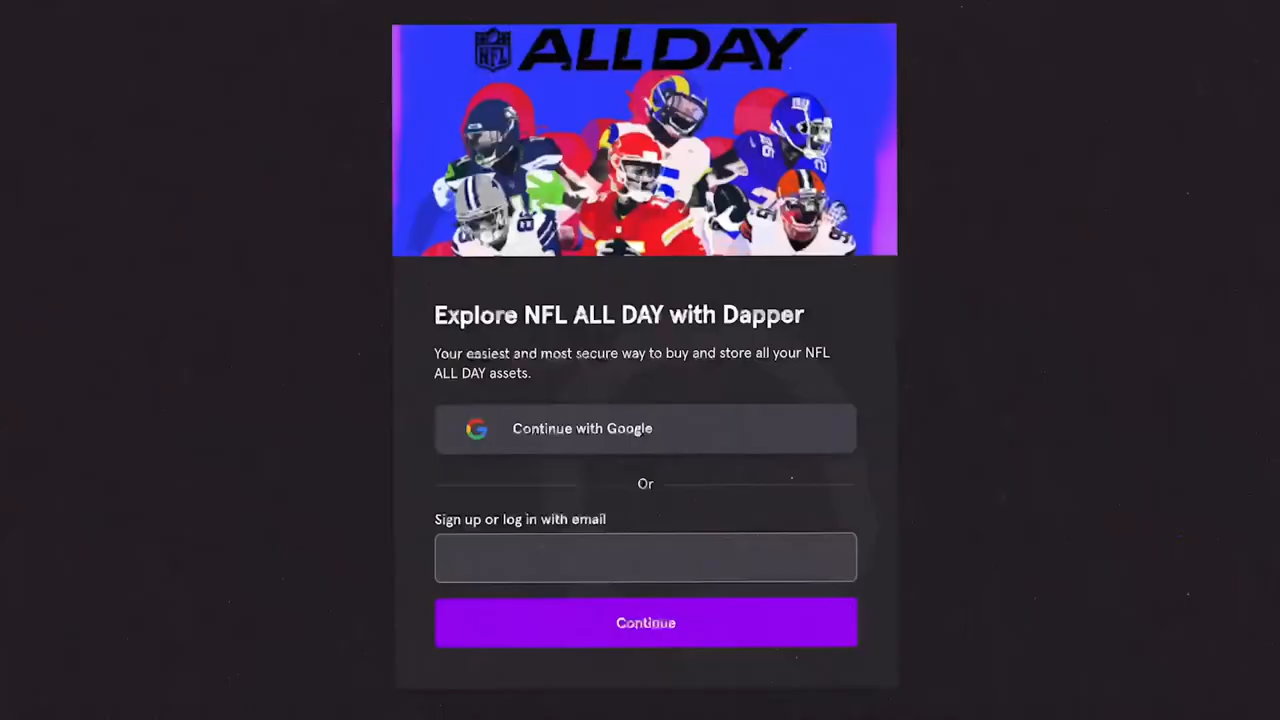 NFL ALL DAY
Explore NFL ALL DAY with Dapper
Your easiest and most secure way to buy and store all your NFL
ALL DAY assets.
Continue with Google
Or
Sign up or log in with email
Continue